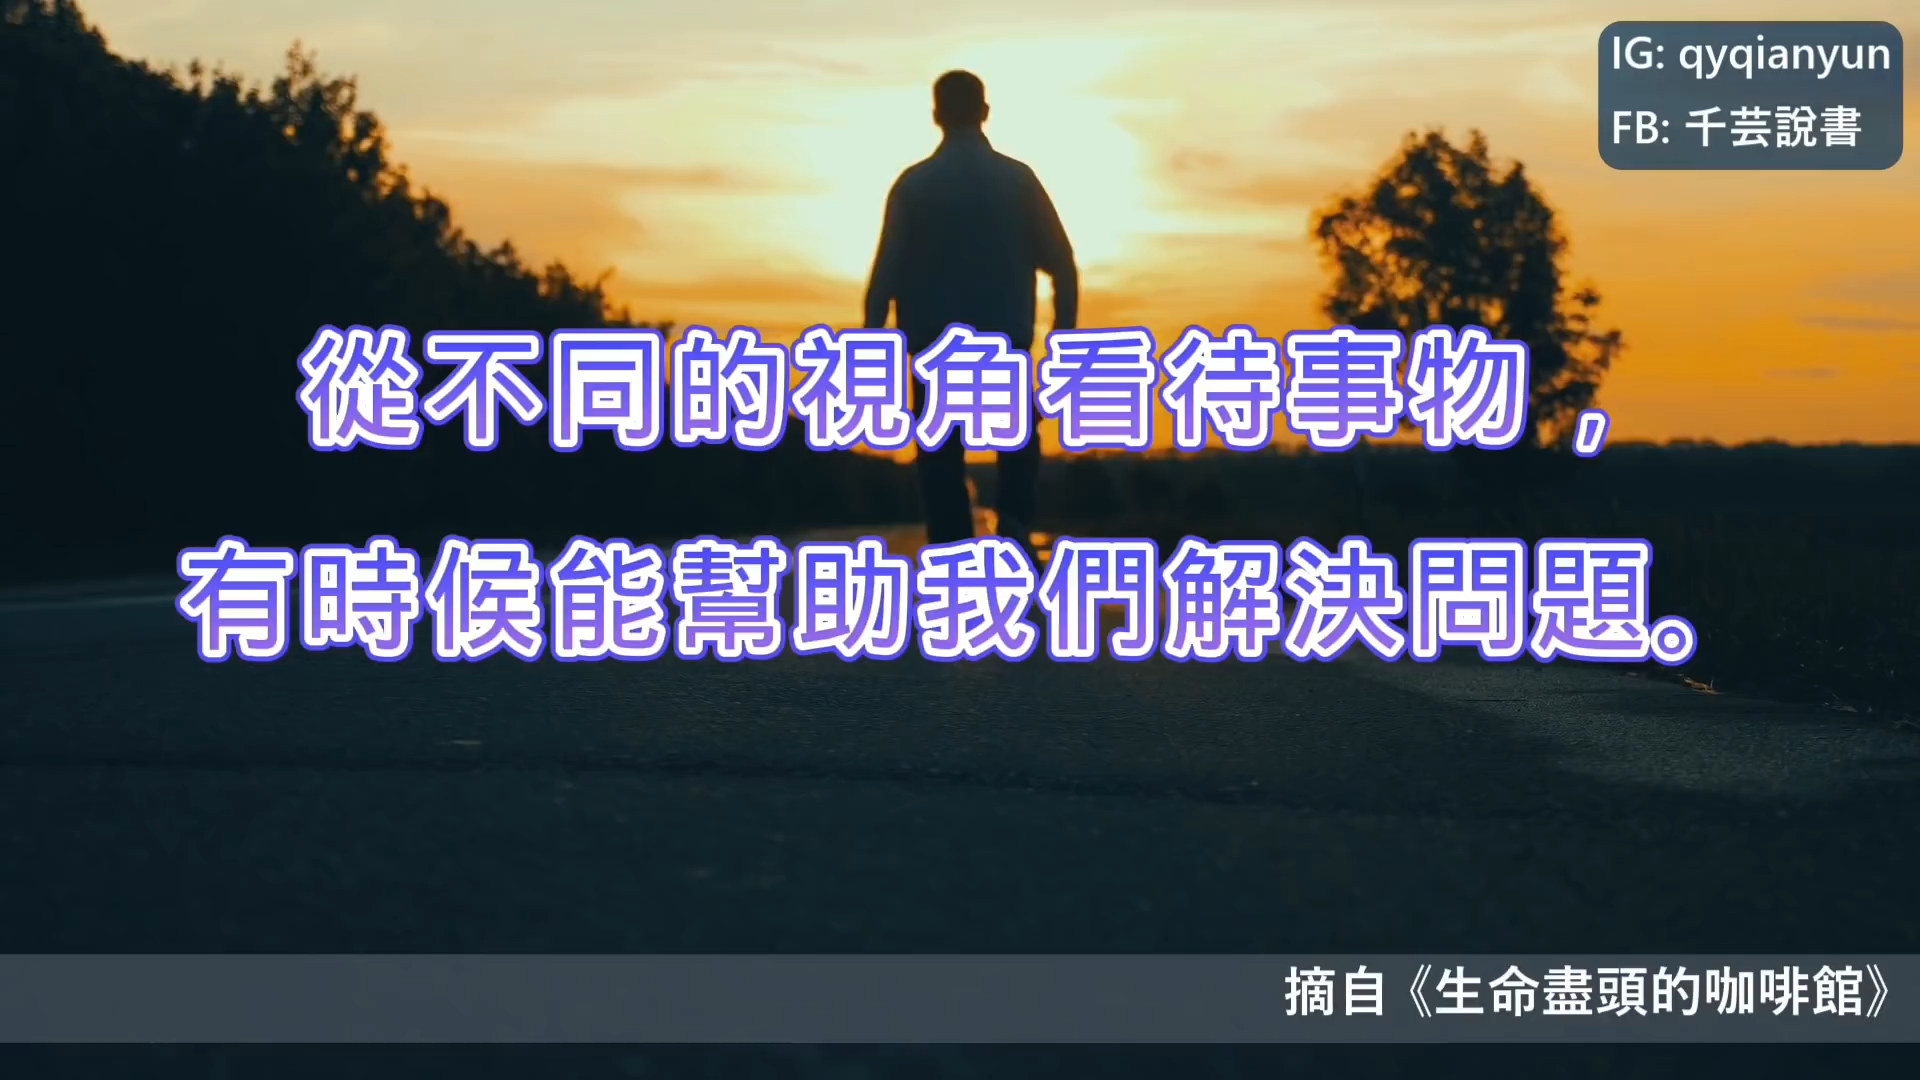 IG: qyqianyun
FB: 千芸說書
從不同的視角看待事物，
有時候能幫助我們解決問題。
摘自《生命盡頭的咖啡館》